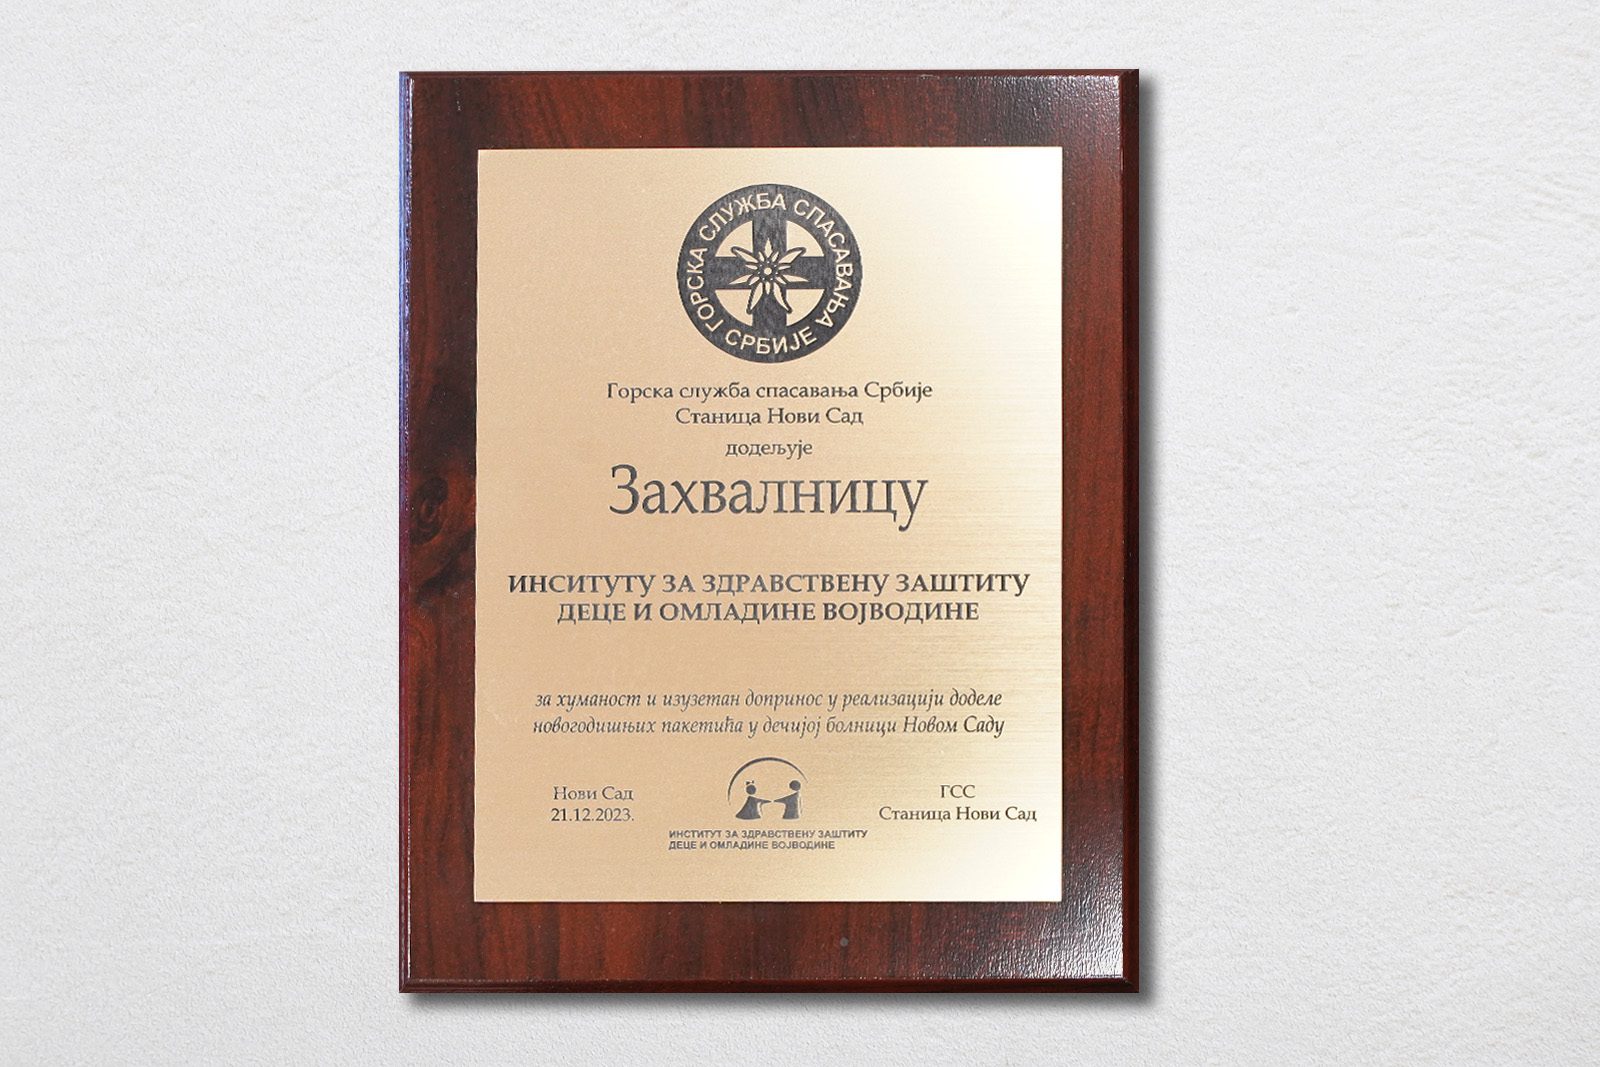 ГОРСКА СЛУЖБА СПАСАВАЊА
СРБИЈЕ
Горска служба спасавања Србије
Станица Нови Сад
додељује
Захвалницу
ИНСИТУТУ ЗА ЗДРАВСТВЕНУ ЗАШТИТУ
ДЕЦЕ И ОМЛАДИНЕ ВОЈВОДИНЕ
за хуманост и изузетан допринос у реализацији доделе
новогодишњих пакетића у дечијој болници Новом Саду
Нови Сад
21.12.2023.
ИНСТИТУТ ЗА ЗДРАВСТВЕНУ ЗАШТИТУ
ДЕЦЕ И ОМЛАДИНЕ ВОЈВОДИНЕ
ГСС
Станица Нови Сад